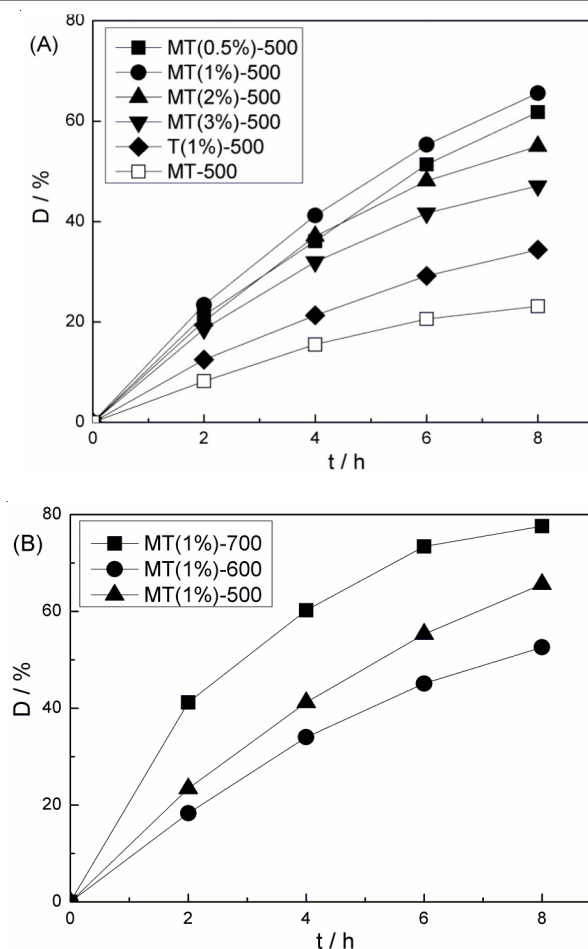 (A)
MT(0.5%)-500
MT(1%)-500
MT(2%)-500
MT(3%)-500
T(1%)-500
MT-500
80
60
40
20
0
D / %
0 2 4 6 8
t / h
(B)
MT(1%)-700
MT(1%)-600
MT(1%)-500
80
60
40
20
0
D / %
0 2 4 6 8
t / h